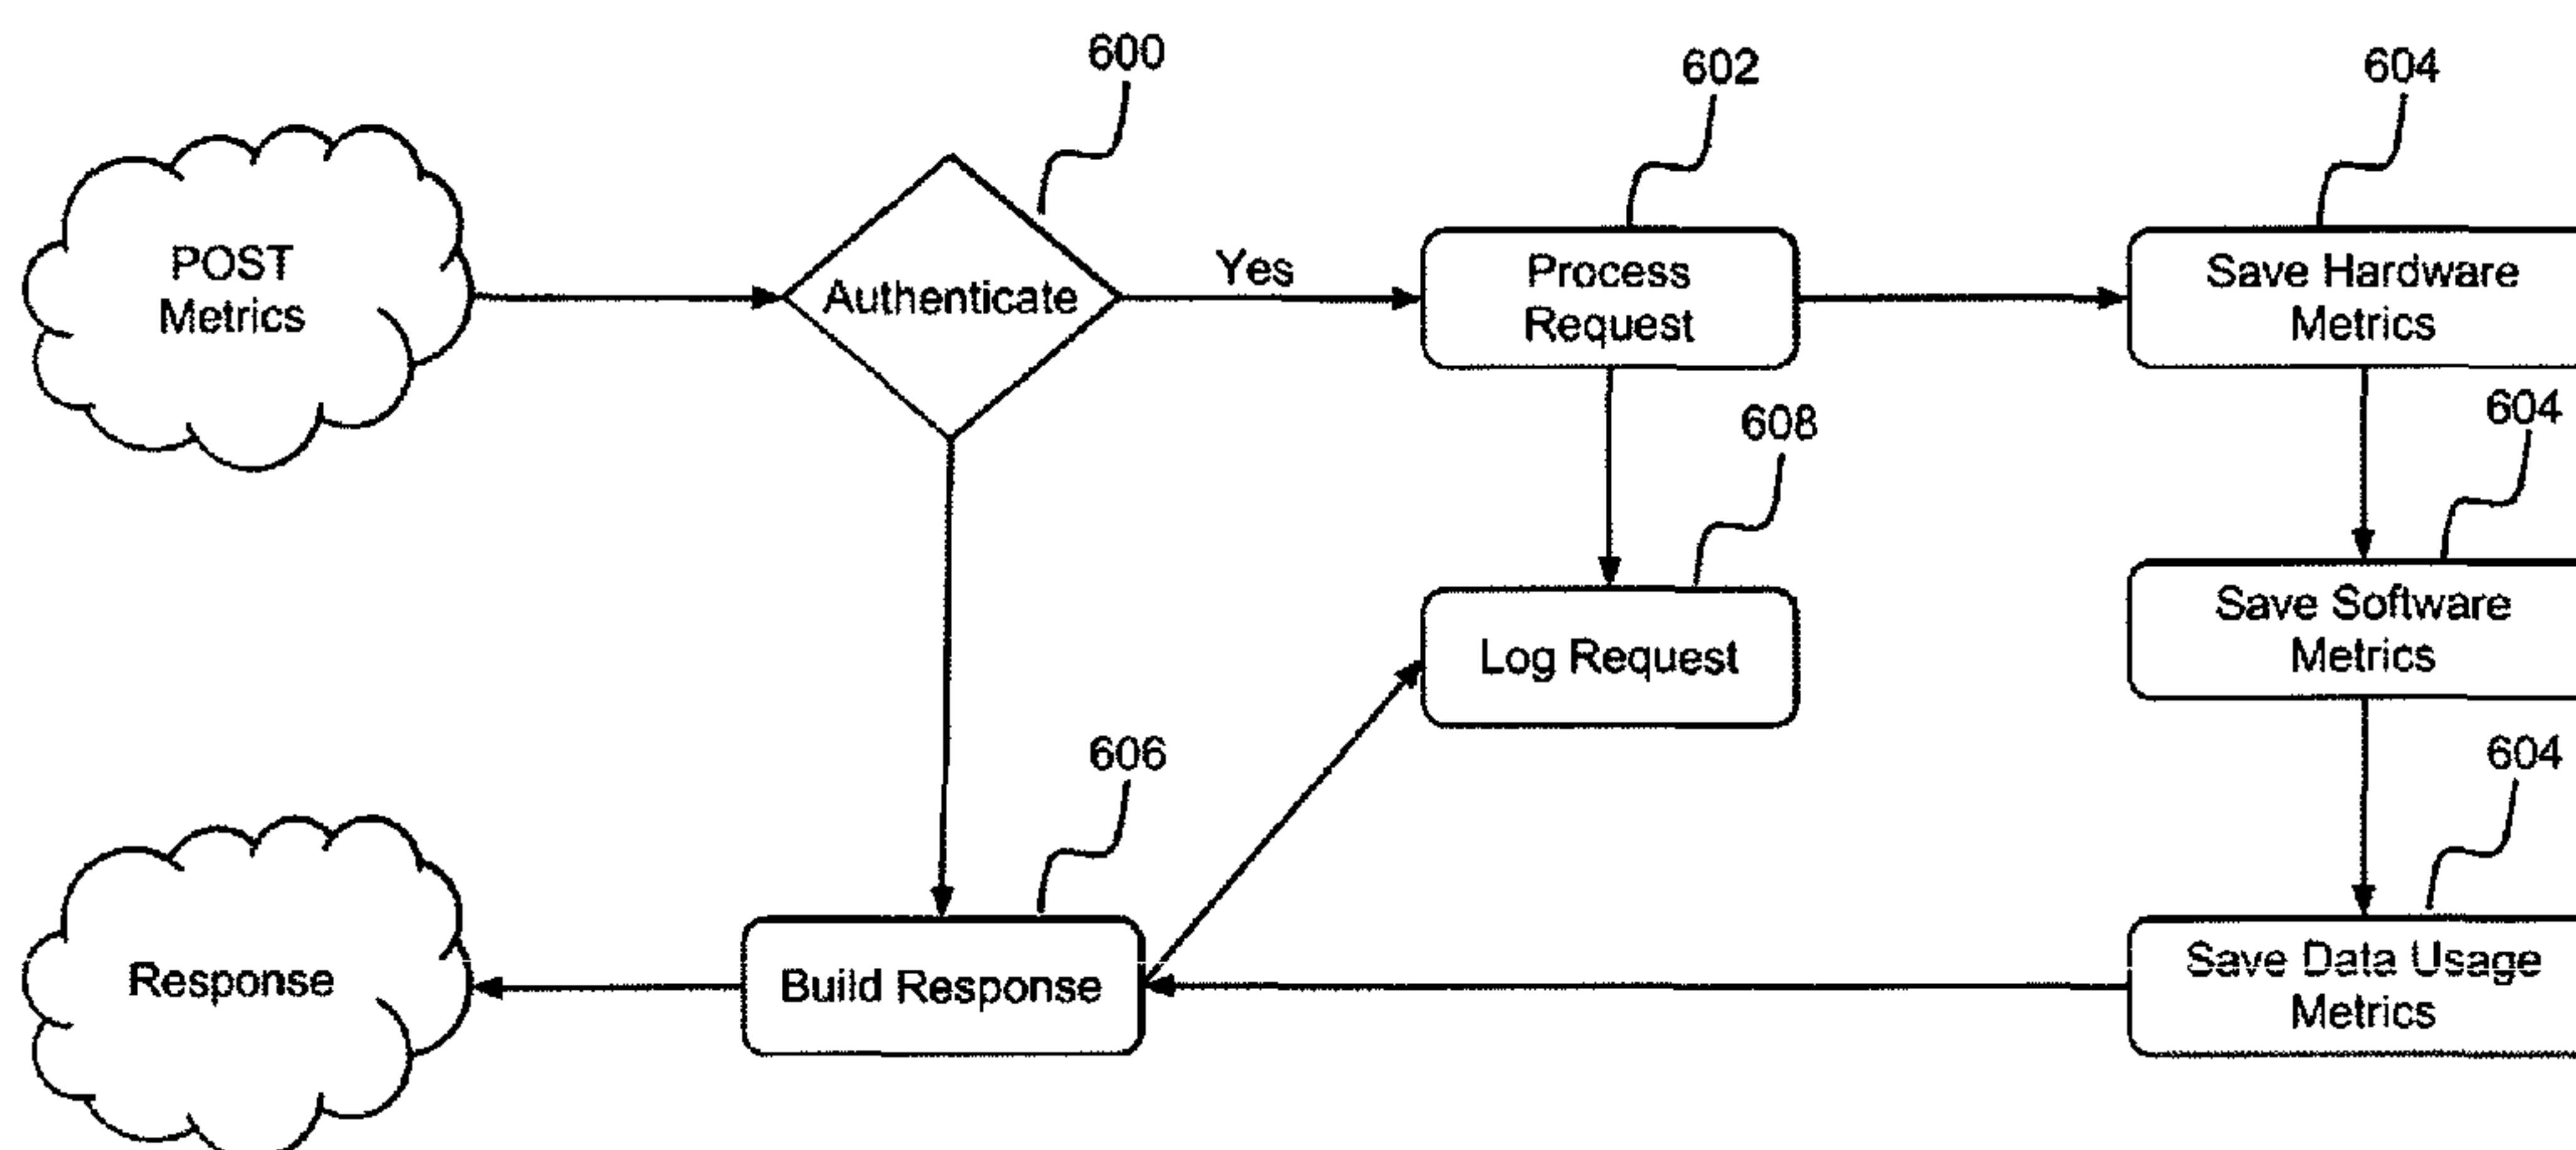 600
602
604
POST
Metrics
Authenticate
Yes
Process
Request
Save Hardware
Metrics
608
604
Log Request
Save Software
Metrics
606
604
Response
Build Response
Save Data Usage
Metrics